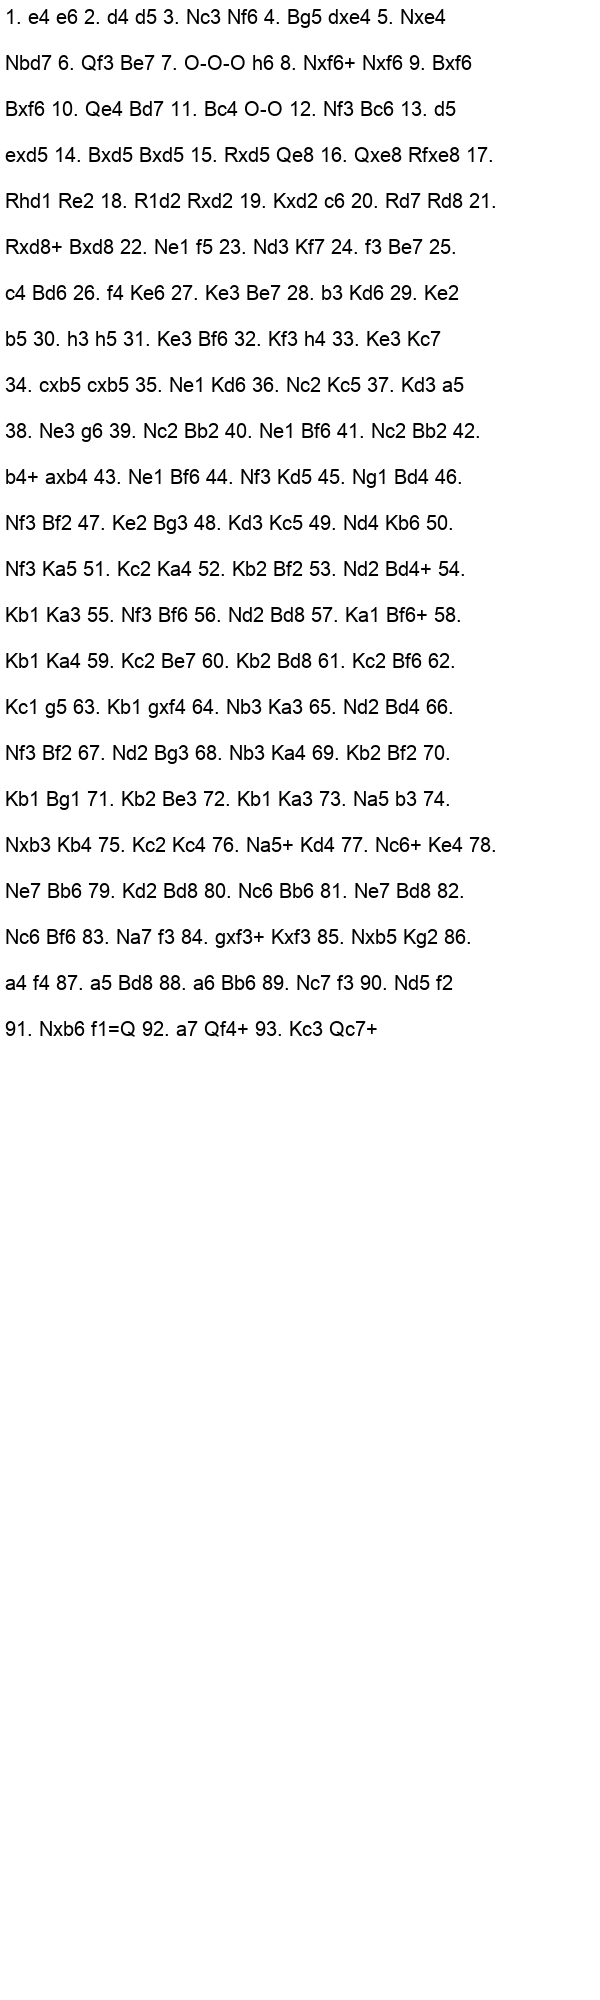 1. e4 e6 2. d4 d5 3. Nc3 Nf6 4. Bg5 dxe4 5. Nxe4
Nbd7 6. Qf3 Be7 7. O-O-O h6 8. Nxf6+ Nxf6 9. Bxf6
Bxf6 10. Qe4 Bd7 11. Bc4 O-O 12. Nf3 Bc6 13. d5
exd5 14. Bxd5 Bxd5 15. Rxd5 Qe8 16. Qxe8 Rfxe8 17.
Rhd1 Re2 18. R1d2 Rxd2 19. Kxd2 c6 20. Rd7 Rd8 21.
Rxd8+ Bxd8 22. Ne1 f5 23. Nd3 Kf7 24. f3 Be7 25.
c4 Bd6 26. f4 Ke6 27. Ke3 Be7 28. b3 Kd6 29. Ke2
b5 30. h3 h5 31. Ke3 Bf6 32. Kf3 h4 33. Ke3 Kc7
34. cxb5 cxb5 35. Ne1 Kd6 36. Nc2 Kc5 37. Kd3 a5
38. Ne3 g6 39. Nc2 Bb2 40. Ne1 Bf6 41. Nc2 Bb2 42.
b4+ axb4 43. Ne1 Bf6 44. Nf3 Kd5 45. Ng1 Bd4 46.
Nf3 Bf2 47. Ke2 Bg3 48. Kd3 Kc5 49. Nd4 Kb6 50.
Nf3 Ka5 51. Kc2 Ka4 52. Kb2 Bf2 53. Nd2 Bd4+ 54.
Kb1 Ka3 55. Nf3 Bf6 56. Nd2 Bd8 57. Ka1 Bf6+ 58.
Kb1 Ka4 59. Kc2 Be7 60. Kb2 Bd8 61. Kc2 Bf6 62.
Kc1 g5 63. Kb1 gxf4 64. Nb3 Ka3 65. Nd2 Bd4 66.
Nf3 Bf2 67. Nd2 Bg3 68. Nb3 Ka4 69. Kb2 Bf2 70.
Kb1 Bg1 71. Kb2 Be3 72. Kb1 Ka3 73. Na5 b3 74.
Nxb3 Kb4 75. Kc2 Kc4 76. Na5+ Kd4 77. Nc6+ Ke4 78.
Ne7 Bb6 79. Kd2 Bd8 80. Nc6 Bb6 81. Ne7 Bd8 82.
Nc6 Bf6 83. Na7 f3 84. gxf3+ Kxf3 85. Nxb5 Kg2 86.
a4 f4 87. a5 Bd8 88. a6 Bb6 89. Nc7 f3 90. Nd5 f2
91. Nxb6 f1=Q 92. a7 Qf4+ 93. Kc3 Qc7+